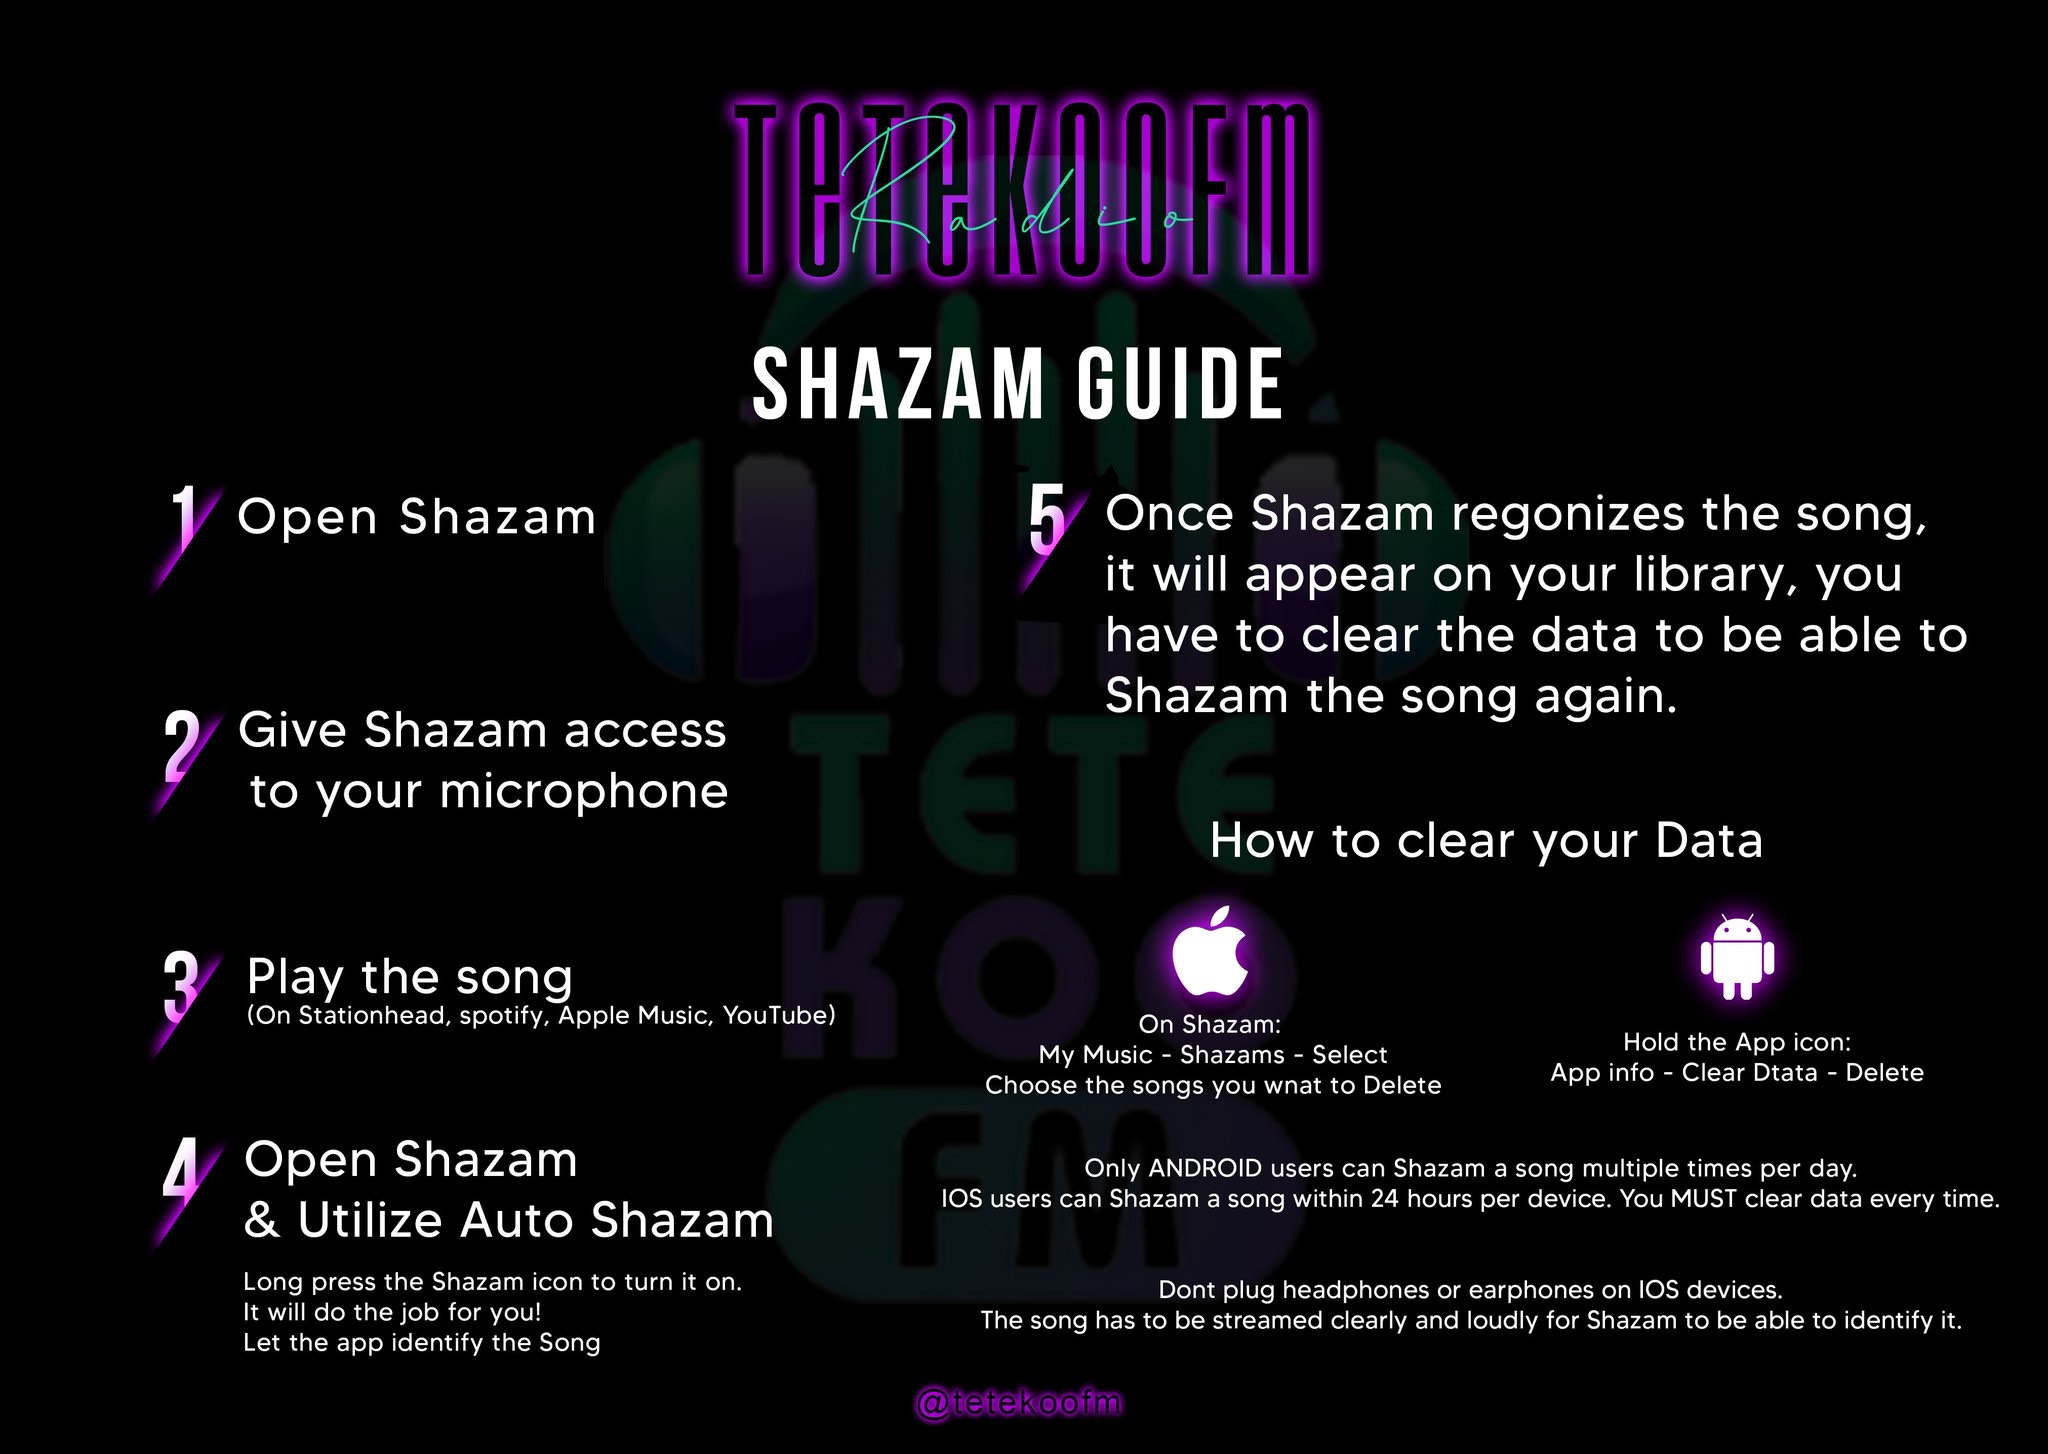 TETEKOOFM
Radio
SHAZAM GUIDE
1
Open Shazam
2
Give Shazam access
to your microphone
3
Play the song
(On Stationhead, spotify, Apple Music, YouTube)
4
Open Shazam
& Utilize Auto Shazam
Long press the Shazam icon to turn it on.
It will do the job for you!
Let the app identify the Song
5
Once Shazam regonizes the song,
it will appear on your library, you
have to clear the data to be able to
Shazam the song again.
How to clear your Data
On Shazam:
My Music - Shazams - Select
Choose the songs you wnat to Delete
Hold the App icon:
App info - Clear Dtata - Delete
Only ANDROID users can Shazam a song multiple times per day.
IOS users can Shazam a song within 24 hours per device. You MUST clear data every time.
Dont plug headphones or earphones on IOS devices.
The song has to be streamed clearly and loudly for Shazam to be able to identify it.
TETE
KOO
FM
@tetekoofm